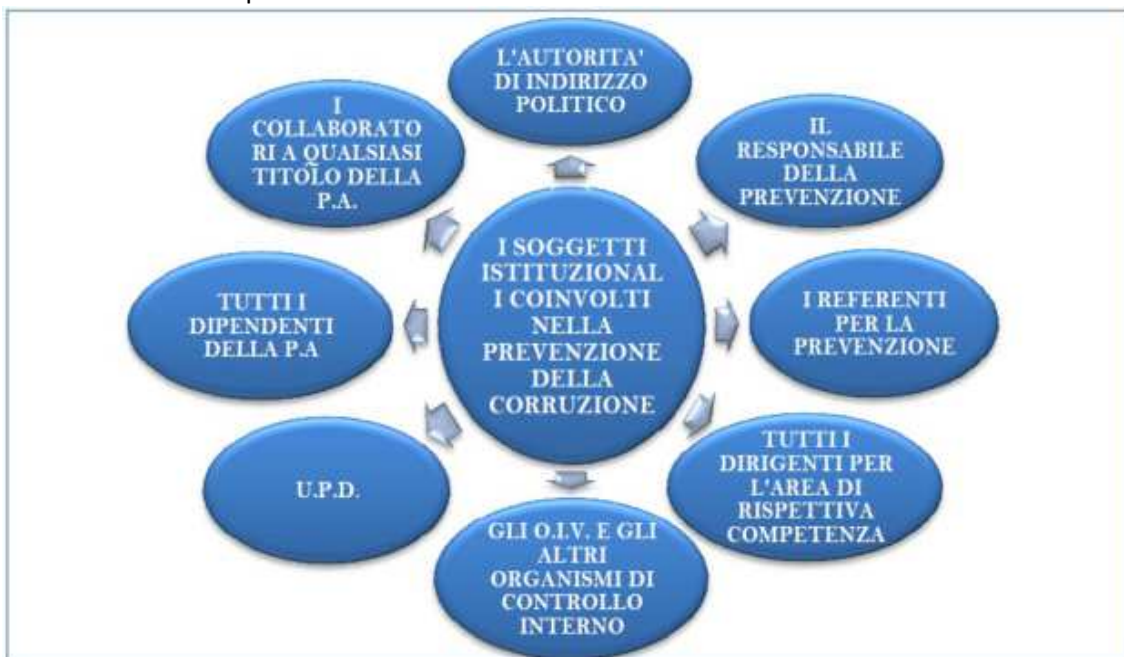 L'AUTORITA'
DI INDIRIZZO
POLITICO
IL
RESPONSABILE
DELLA
PREVENZIONE
I REFERENTI
PER LA
PREVENZIONE
TUTTI I
DIRIGENTI PER
L'AREA DI
RISPETTIVA
COMPETENZA
GLI O.I.V. E GLI
ALTRI
ORGANISMI DI
CONTROLLO
INTERNO
U.P.D.
TUTTI I
DIPENDENTI
DELLA P.A
I
COLLABORATO
RI A QUALSIASI
TITOLO DELLA
P.A.
I SOGGETTI
ISTITUZIONAL
I COINVOLTI
NELLA
PREVENZIONE
DELLA
CORRUZIONE